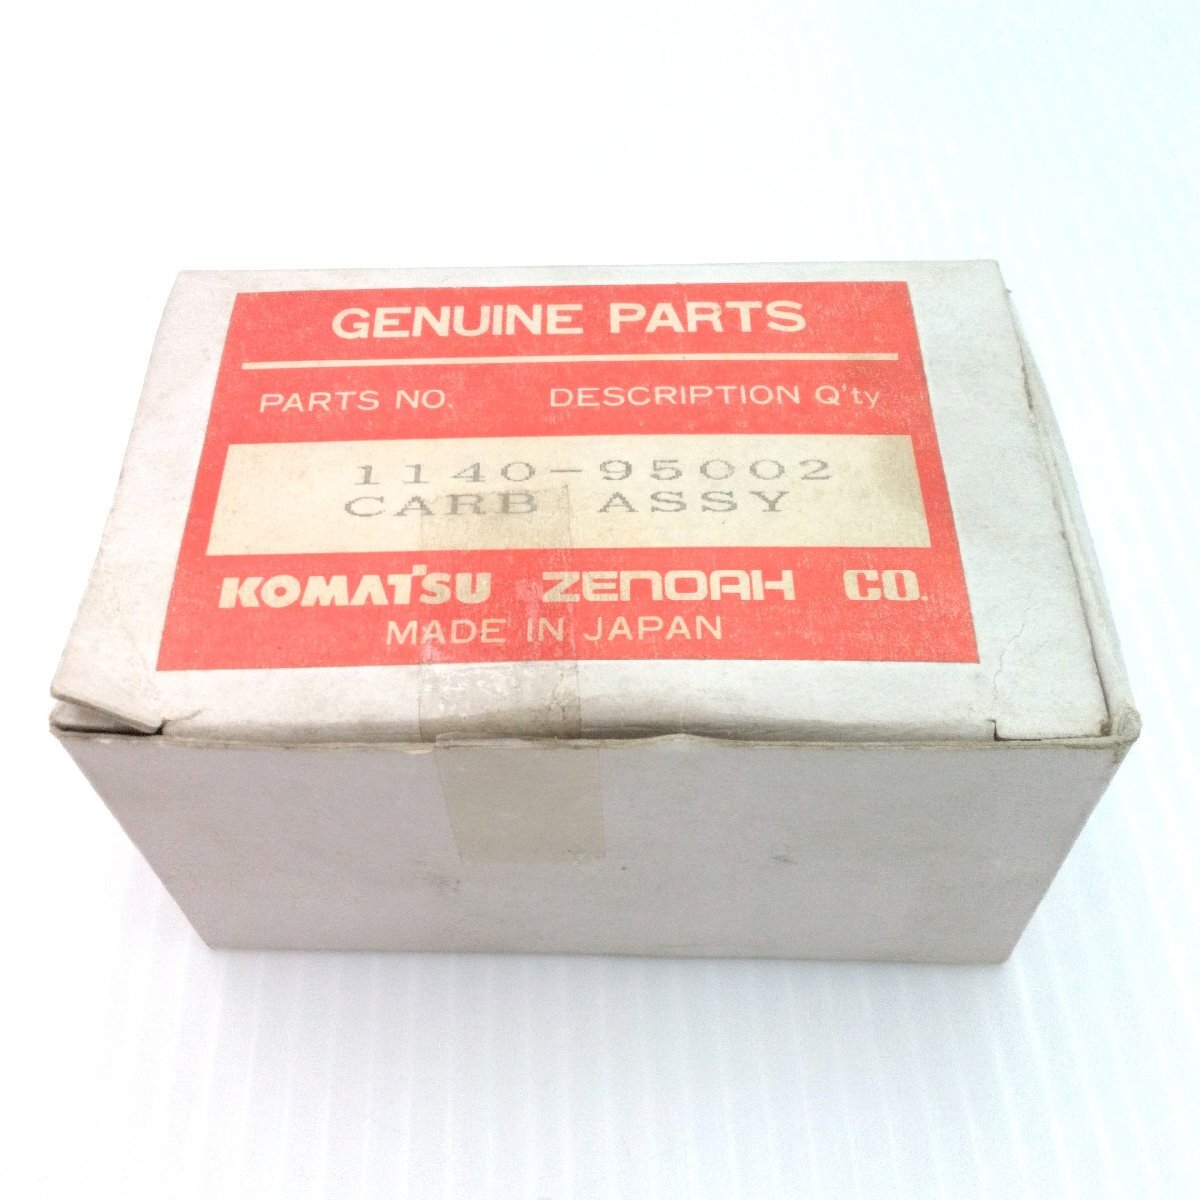 GENUINE PARTS
PARTS NO. DESCRIPTION Q'ty
1140-95002
CARB ASSY
KOMATSU ZENOAH CO.
MADE IN JAPAN